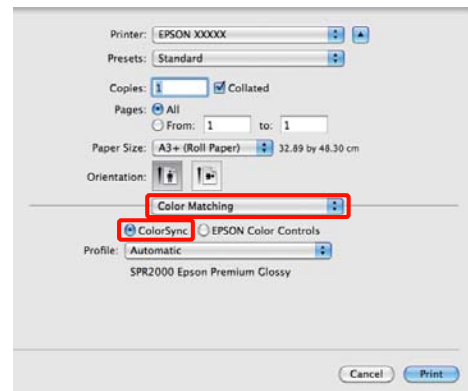 Printer: EPSON XXXXX
Presets: Standard
Copies: 1 Collated
Pages: All
From: 1 to: 1
Paper Size: A3+ (Roll Paper) 32.89 by 48.30 cm
Orientation:
Color Matching
ColorSync EPSON Color Controls
Profile: Automatic
SPR2000 Epson Premium Glossy
Cancel Print